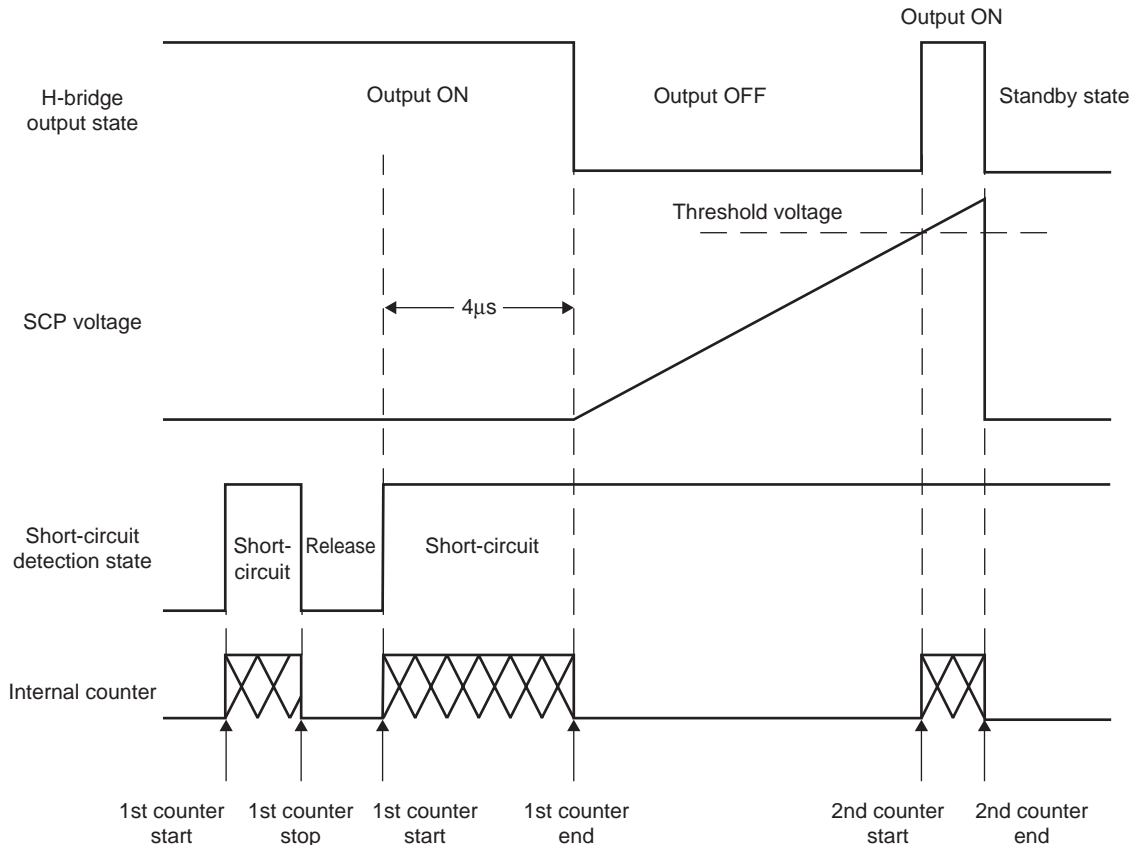 Output ON
H-bridge
output state
Output ON
Output OFF
Standby state
Threshold voltage
SCP voltage
4μs
Short-circuit
detection state
Short-
circuit
Release
Short-circuit
Internal counter
1st counter
start
1st counter
stop
1st counter
start
1st counter
end
2nd counter
start
2nd counter
end